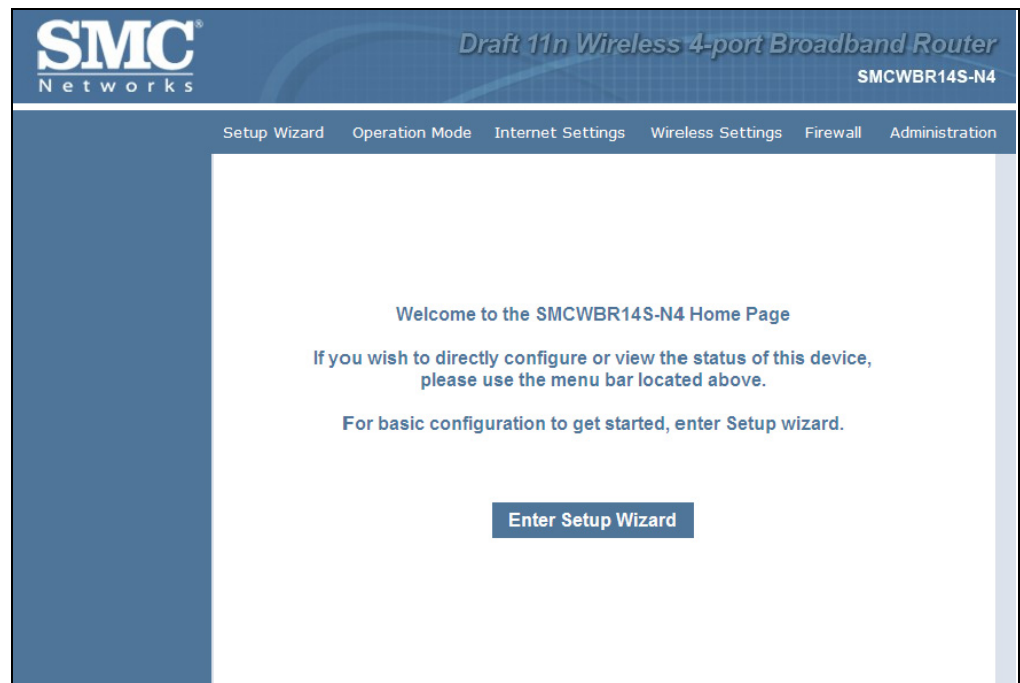 SMC®
Networks
Draft 11n Wireless 4-port Broadband Router
SMCWBR14S-N4
Setup Wizard Operation Mode Internet Settings Wireless Settings Firewall Administration
Welcome to the SMCWBR14S-N4 Home Page
If you wish to directly configure or view the status of this device,
please use the menu bar located above.
For basic configuration to get started, enter Setup wizard.
Enter Setup Wizard